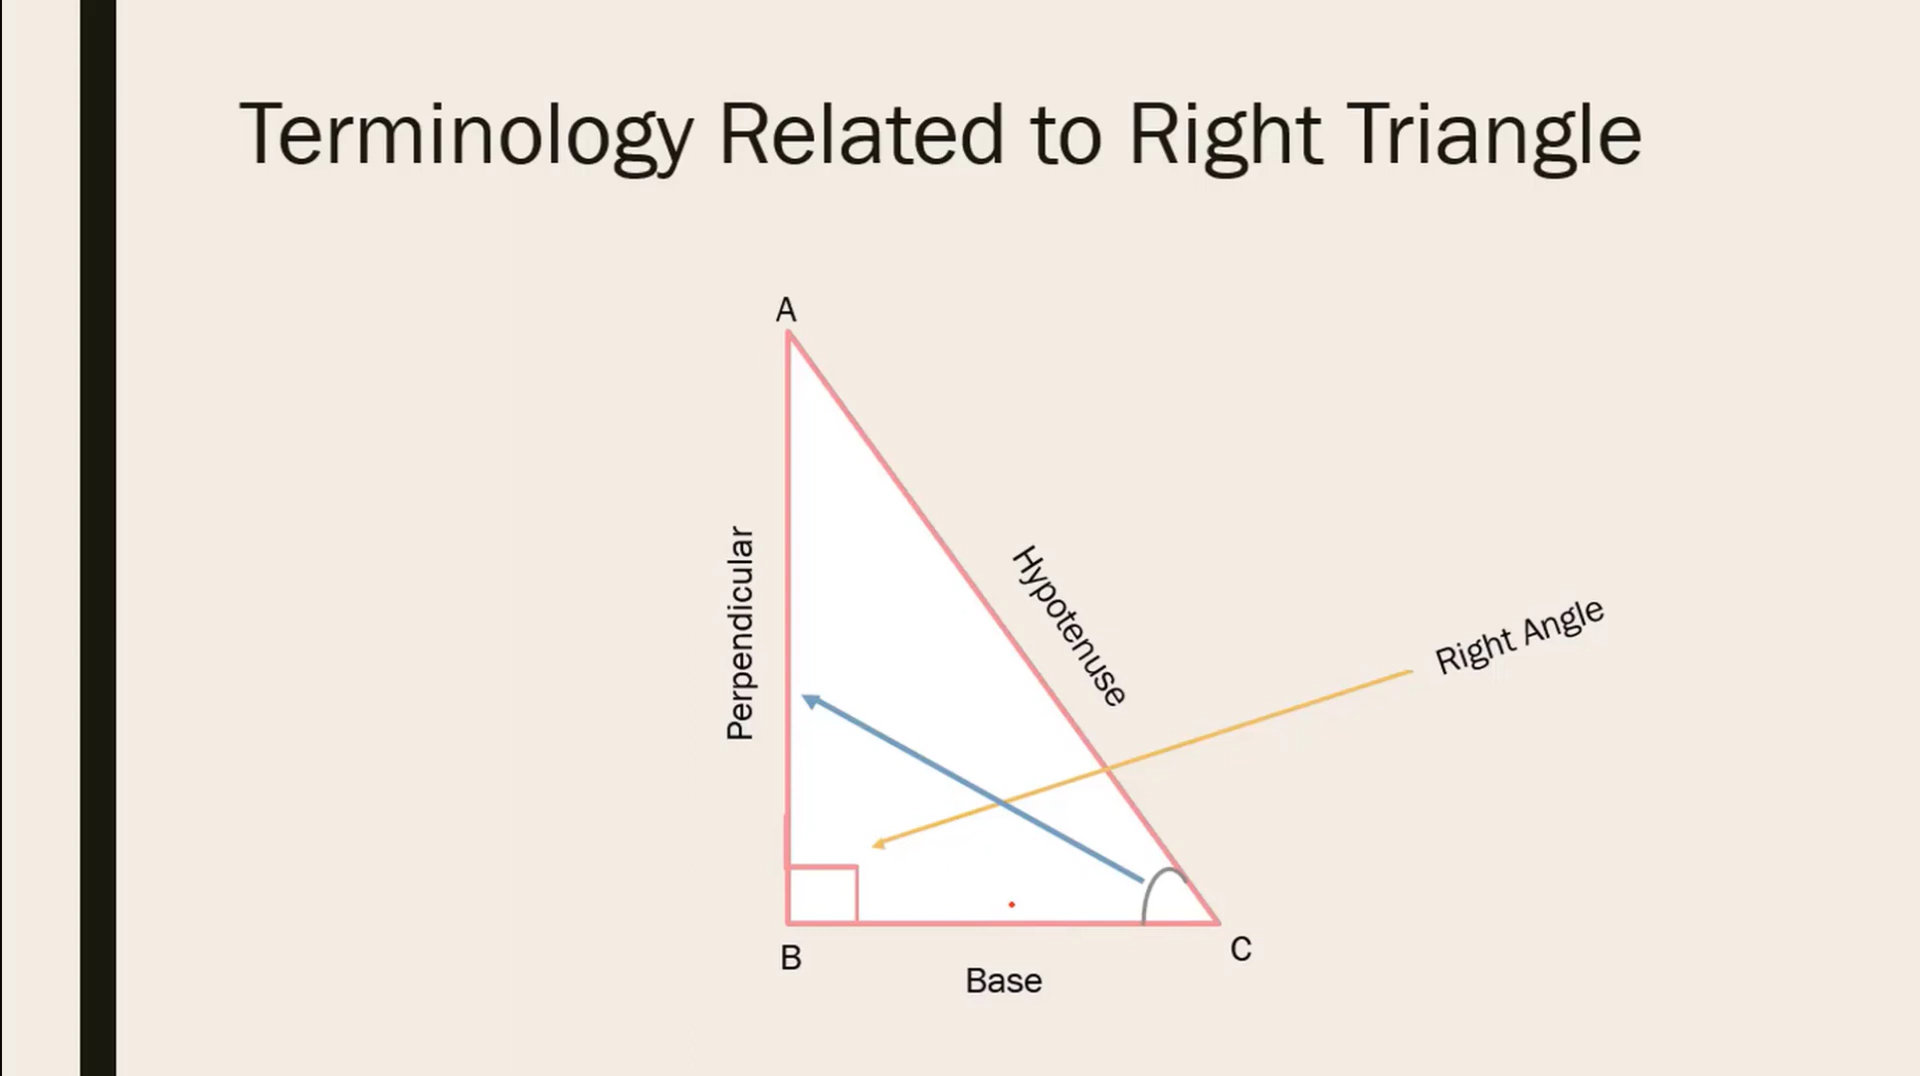 Terminology Related to Right Triangle
A
Perpendicular
Hypotenuse
Right Angle
B
C
Base